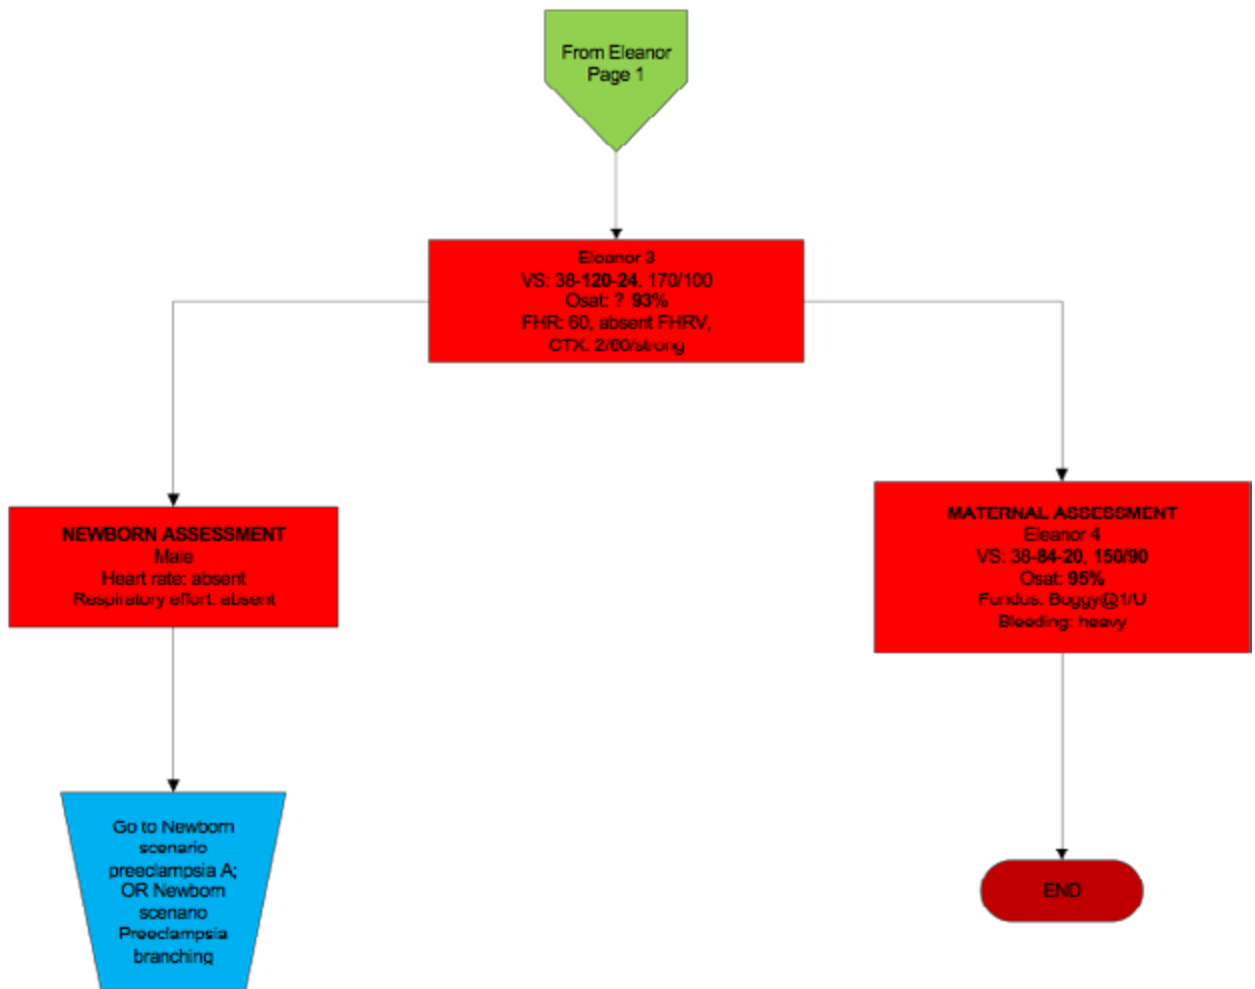 From Eleanor
Page 1
Eleanor 3
VS: 38-120-24, 170/100
Osat: ? 93%
FHR: 60, absent FHRV,
CTX: 2/60/strong
NEWBORN ASSESSMENT
Male
Heart rate: absent
Respiratory effort: absent
MATERNAL ASSESSMENT
Eleanor 4
VS: 38-84-20, 150/90
Osat: 95%
Fundus: Boggy@1/U
Bleeding: heavy
Go to Newborn
scenario
preeclampsia A;
OR Newborn
scenario
Preeclampsia
branching
END